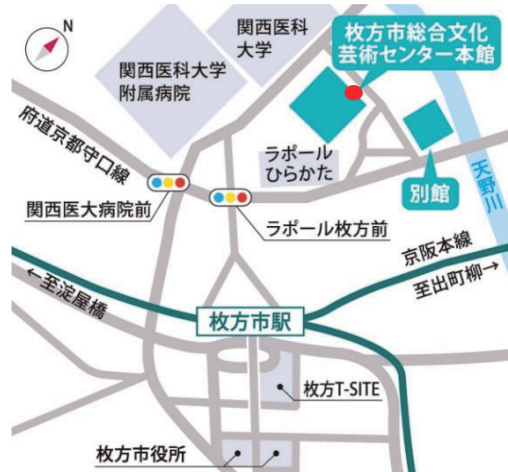 N
関西医科
大学
枚方市総合文化
芸術センター本館
関西医科大学
附属病院
府道京都守口線
ラポール
ひらかた
別館
天野川
関西医大病院前
ラポール枚方前
京阪本線
至出町柳→
←至淀屋橋
枚方市駅
枚方T-SITE
枚方市役所